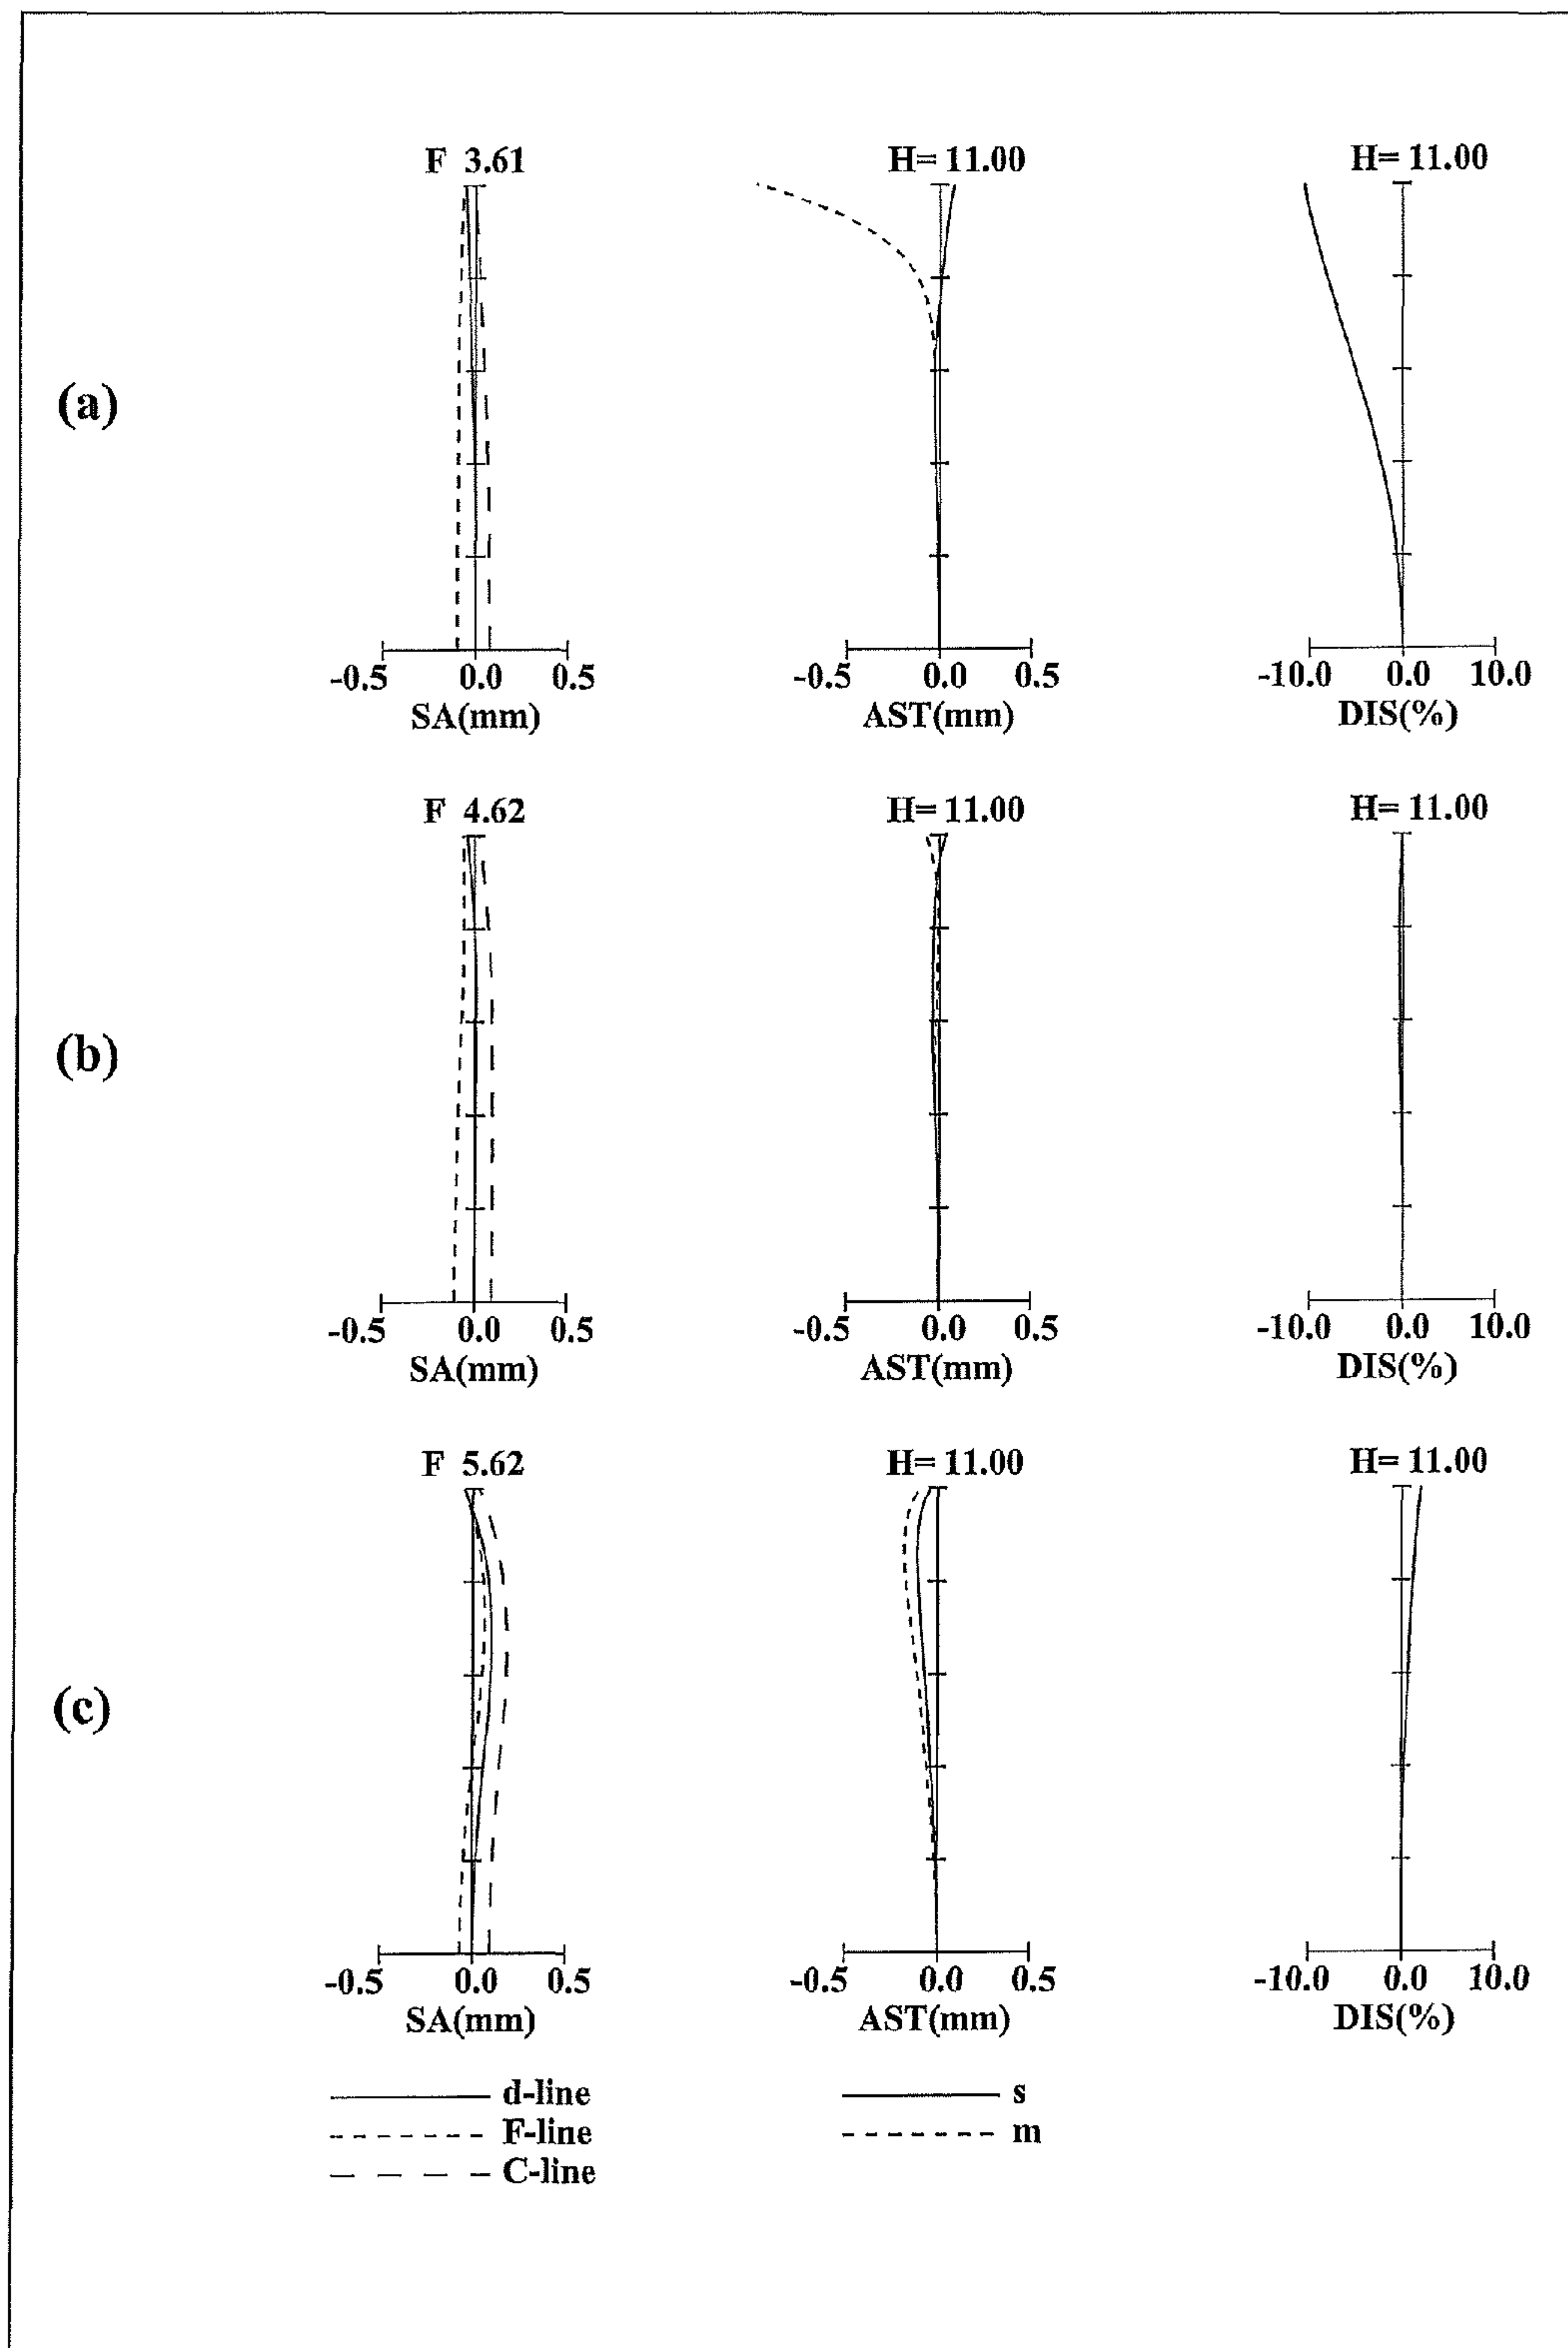 F 3.61 H= 11.00 H= 11.00
(a)
-0.5 0.0 0.5 -0.5 0.0 0.5 -10.0 0.0 10.0
SA(mm) AST(mm) DIS(%)
F 4.62 H= 11.00 H= 11.00
(b)
-0.5 0.0 0.5 -0.5 0.0 0.5 -10.0 0.0 10.0
SA(mm) AST(mm) DIS(%)
F 5.62 H= 11.00 H= 11.00
(c)
-0.5 0.0 0.5 -0.5 0.0 0.5 -10.0 0.0 10.0
SA(mm) AST(mm) DIS(%)
d-line s
F-line m
C-line